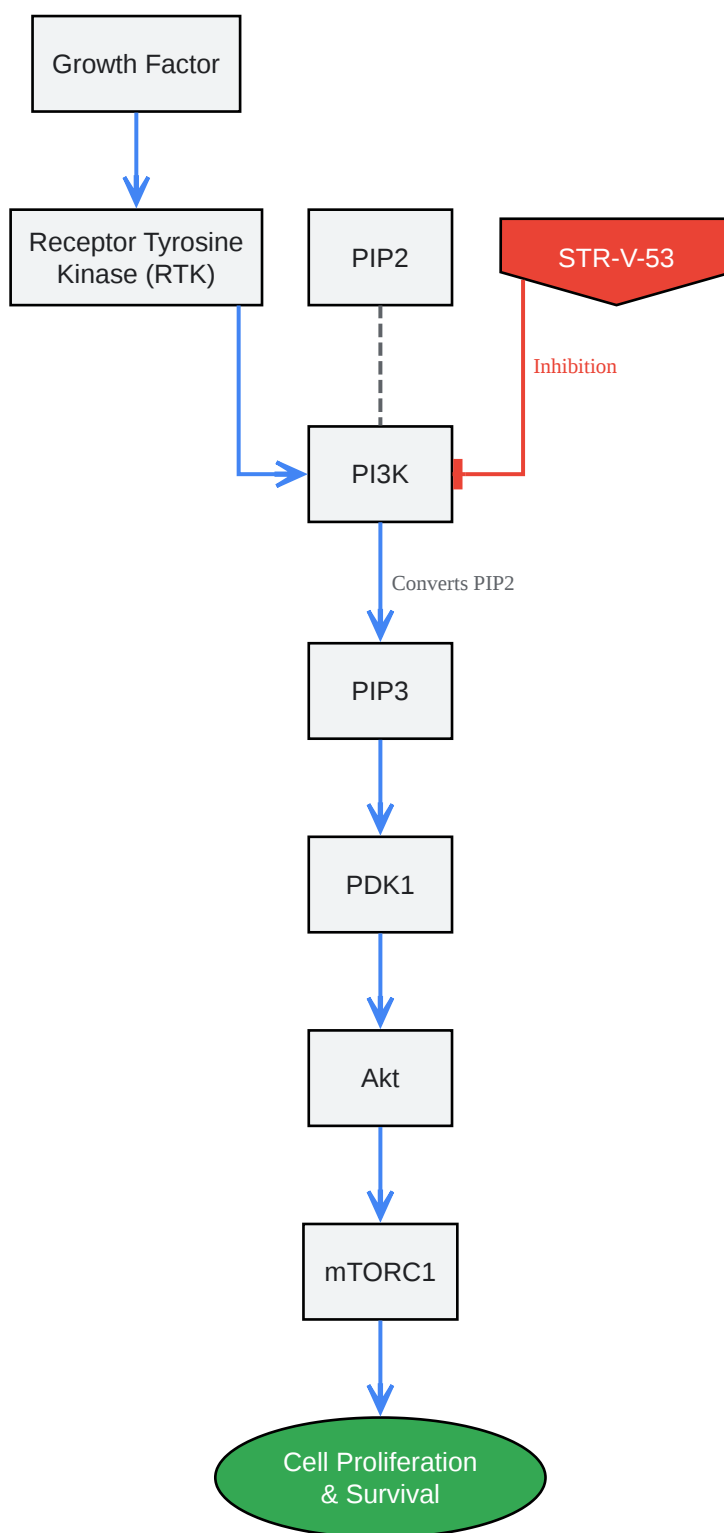 Growth Factor
Receptor Tyrosine
Kinase (RTK)
PIP2
STR-V-53
Inhibition
PI3K
Converts PIP2
PIP3
PDK1
Akt
mTORC1
Cell Proliferation
& Survival